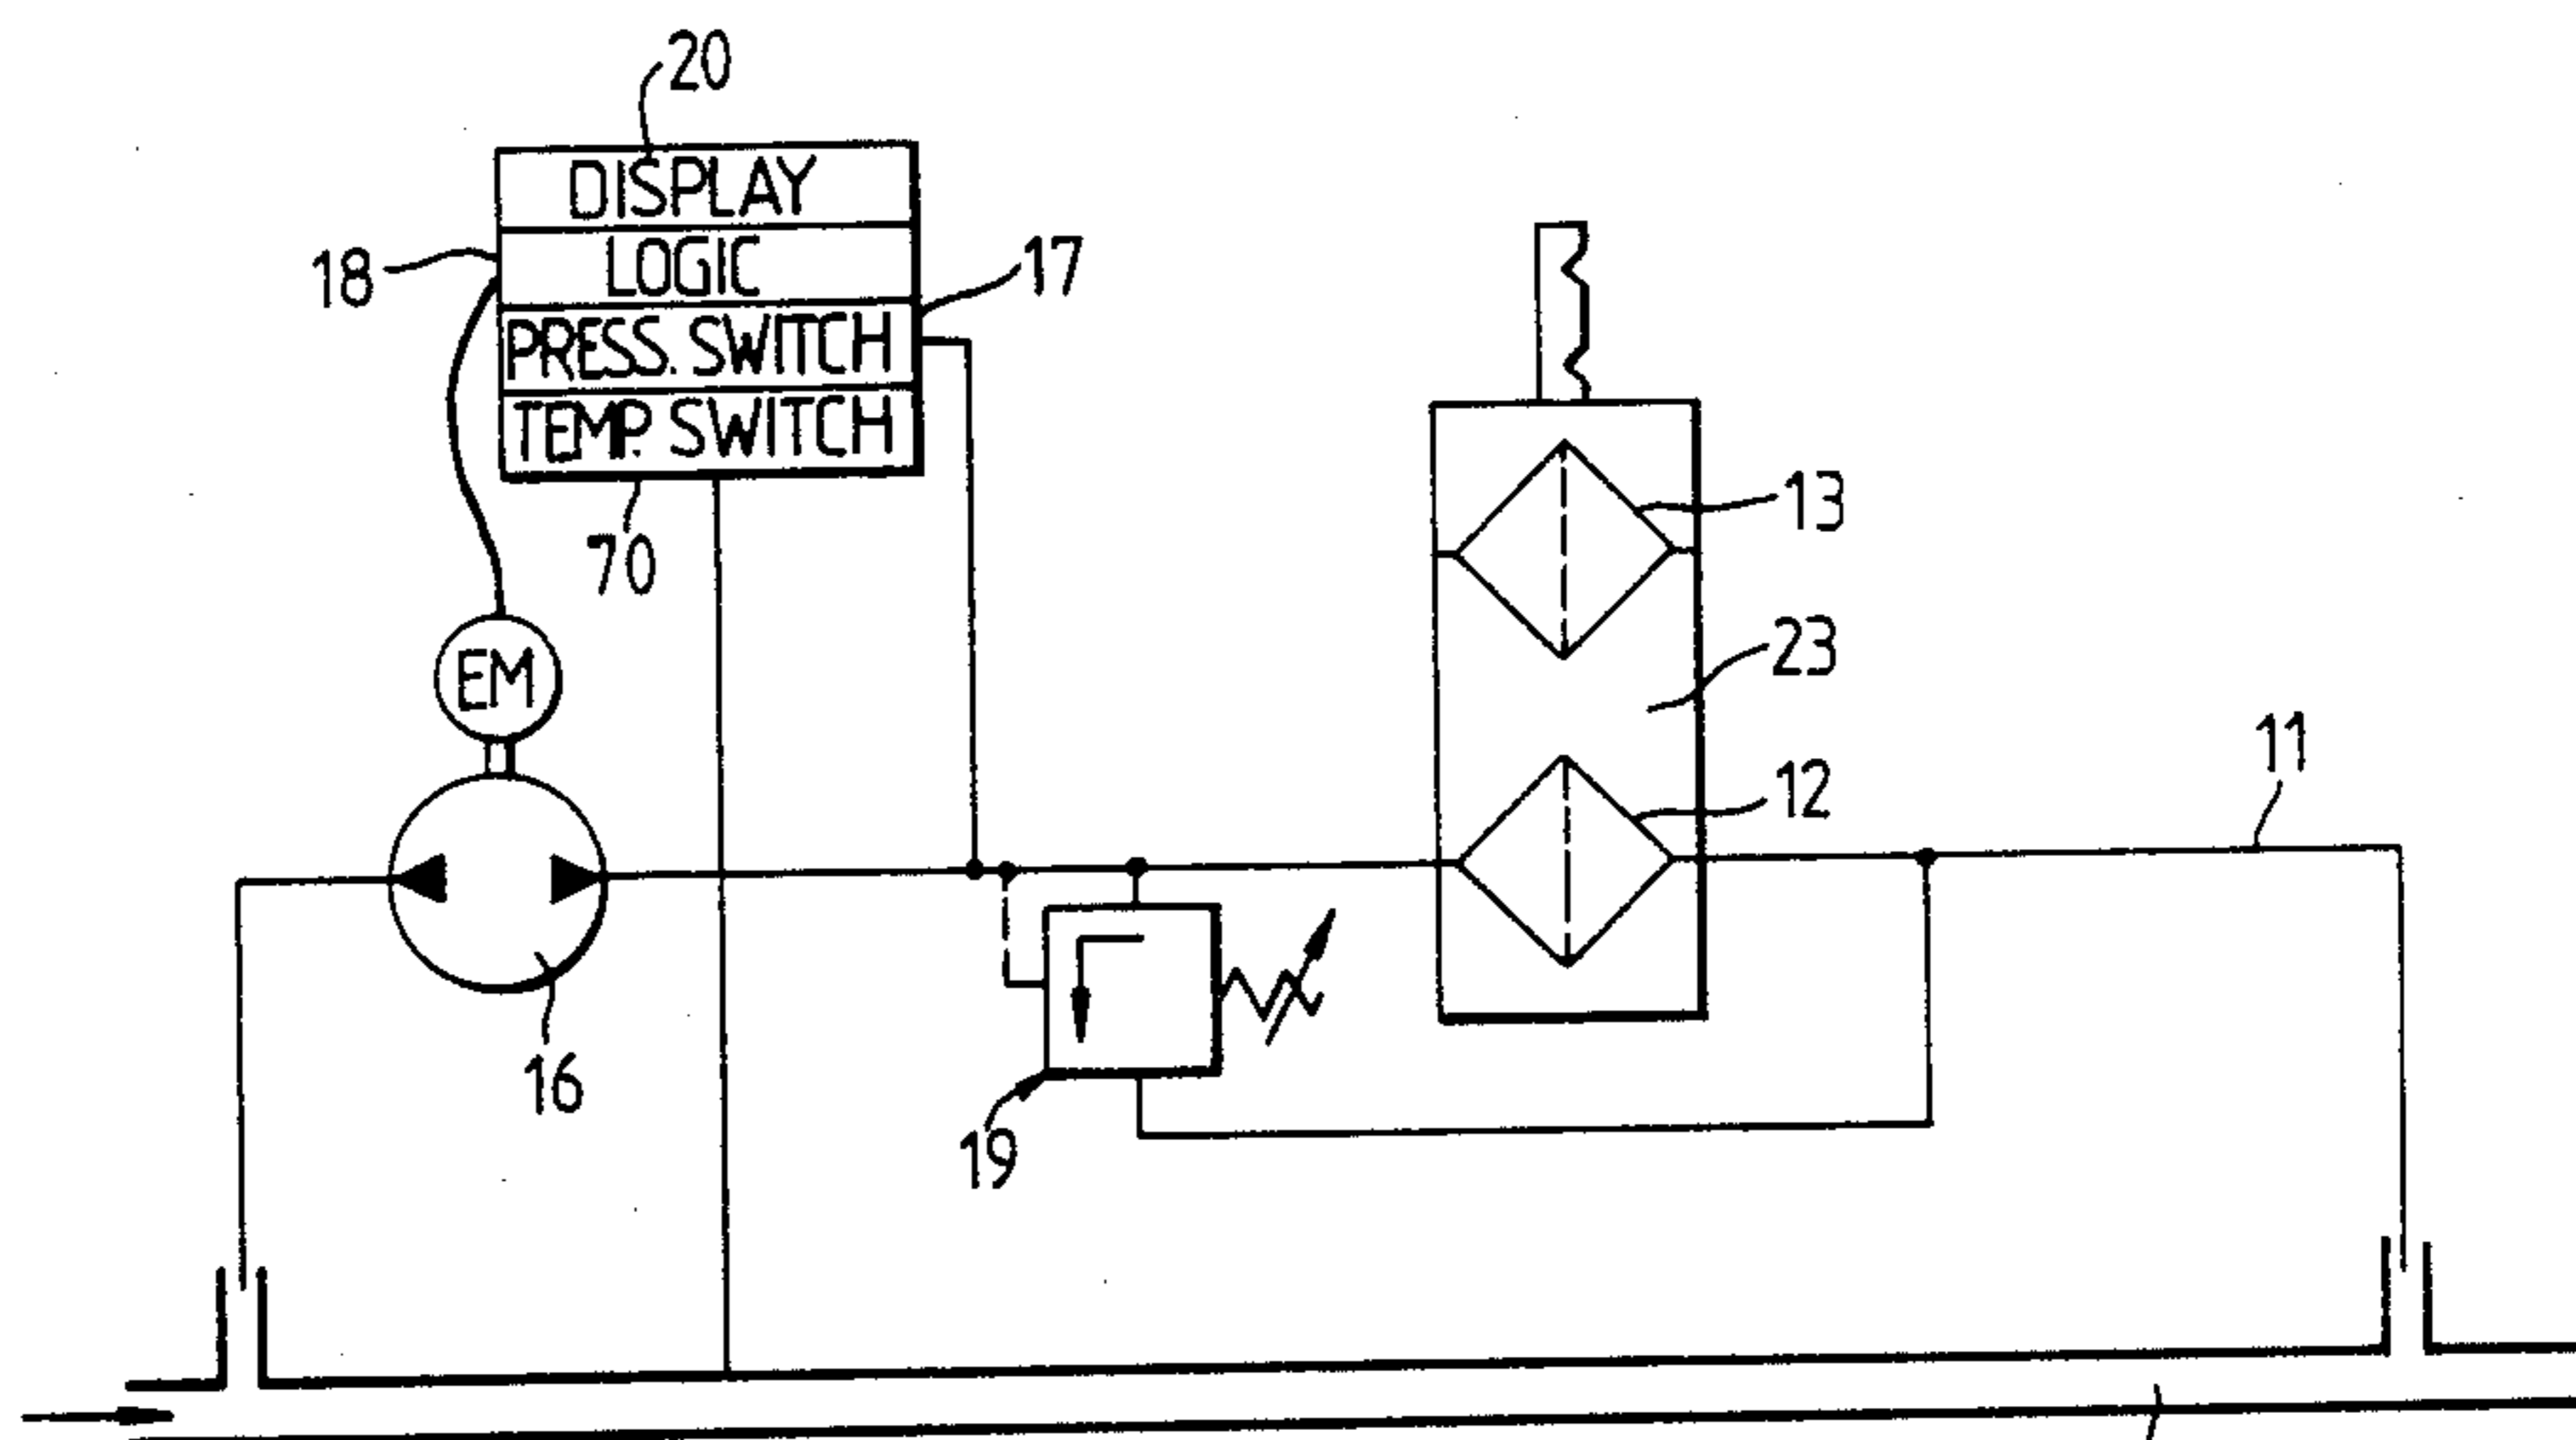 20
DISPLAY
18
LOGIC
17
PRESS. SWITCH
TEMP. SWITCH
13
70
23
EM
11
12
16
19